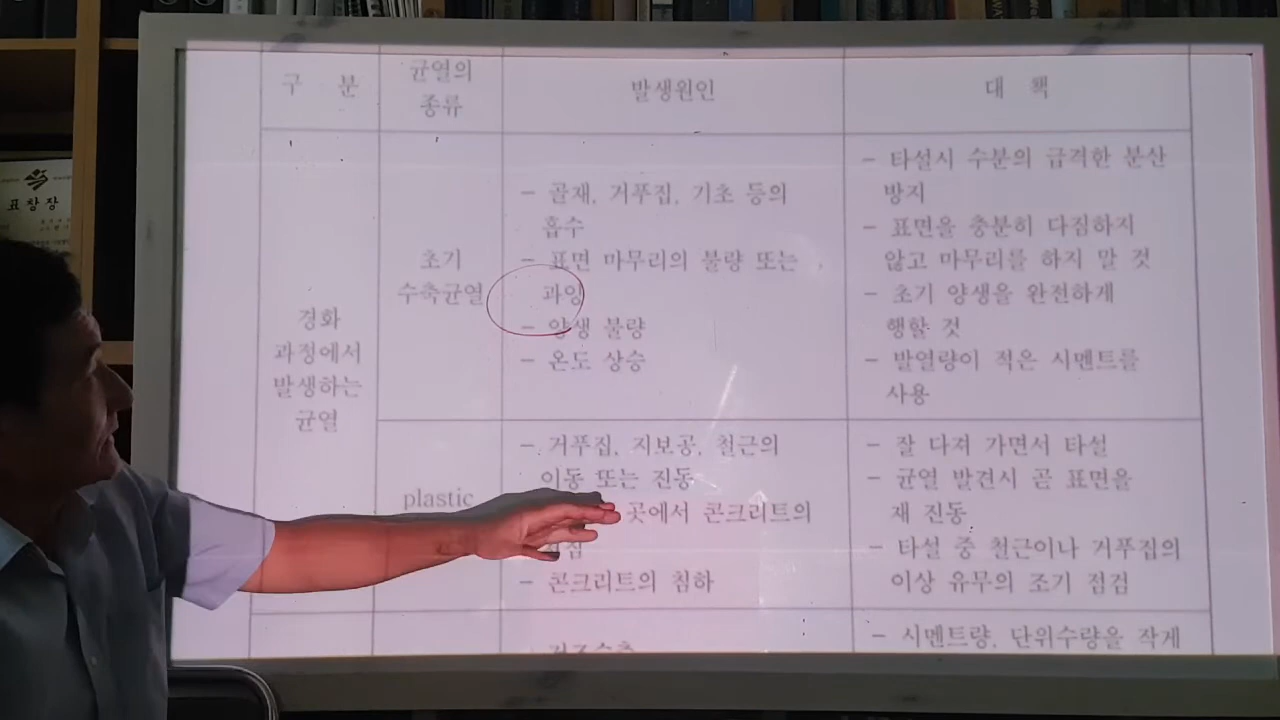 표창장
구 분
균열의
종류
발생원인
대 책
경화
과정에서
발생하는
균열
초기
수축균열
- 골재, 거푸집, 기초 등의
흡수
- 표면 마무리의 불량 또는
과잉
- 양생 불량
- 온도 상승
- 타설시 수분의 급격한 분산
방지
- 표면을 충분히 다짐하지
않고 마무리를 하지 말 것
- 초기 양생을 완전하게
행할 것
- 발열량이 적은 시멘트를
사용
plastic
- 거푸집, 지보공, 철근의
이동 또는 진동
곳에서 콘크리트의
- 콘크리트의 침하
- 잘 다져 가면서 타설
- 균열 발견시 곧 표면을
재 진동
- 타설 중 철근이나 거푸집의
이상 유무의 조기 점검
- 시멘트량, 단위수량을 작게